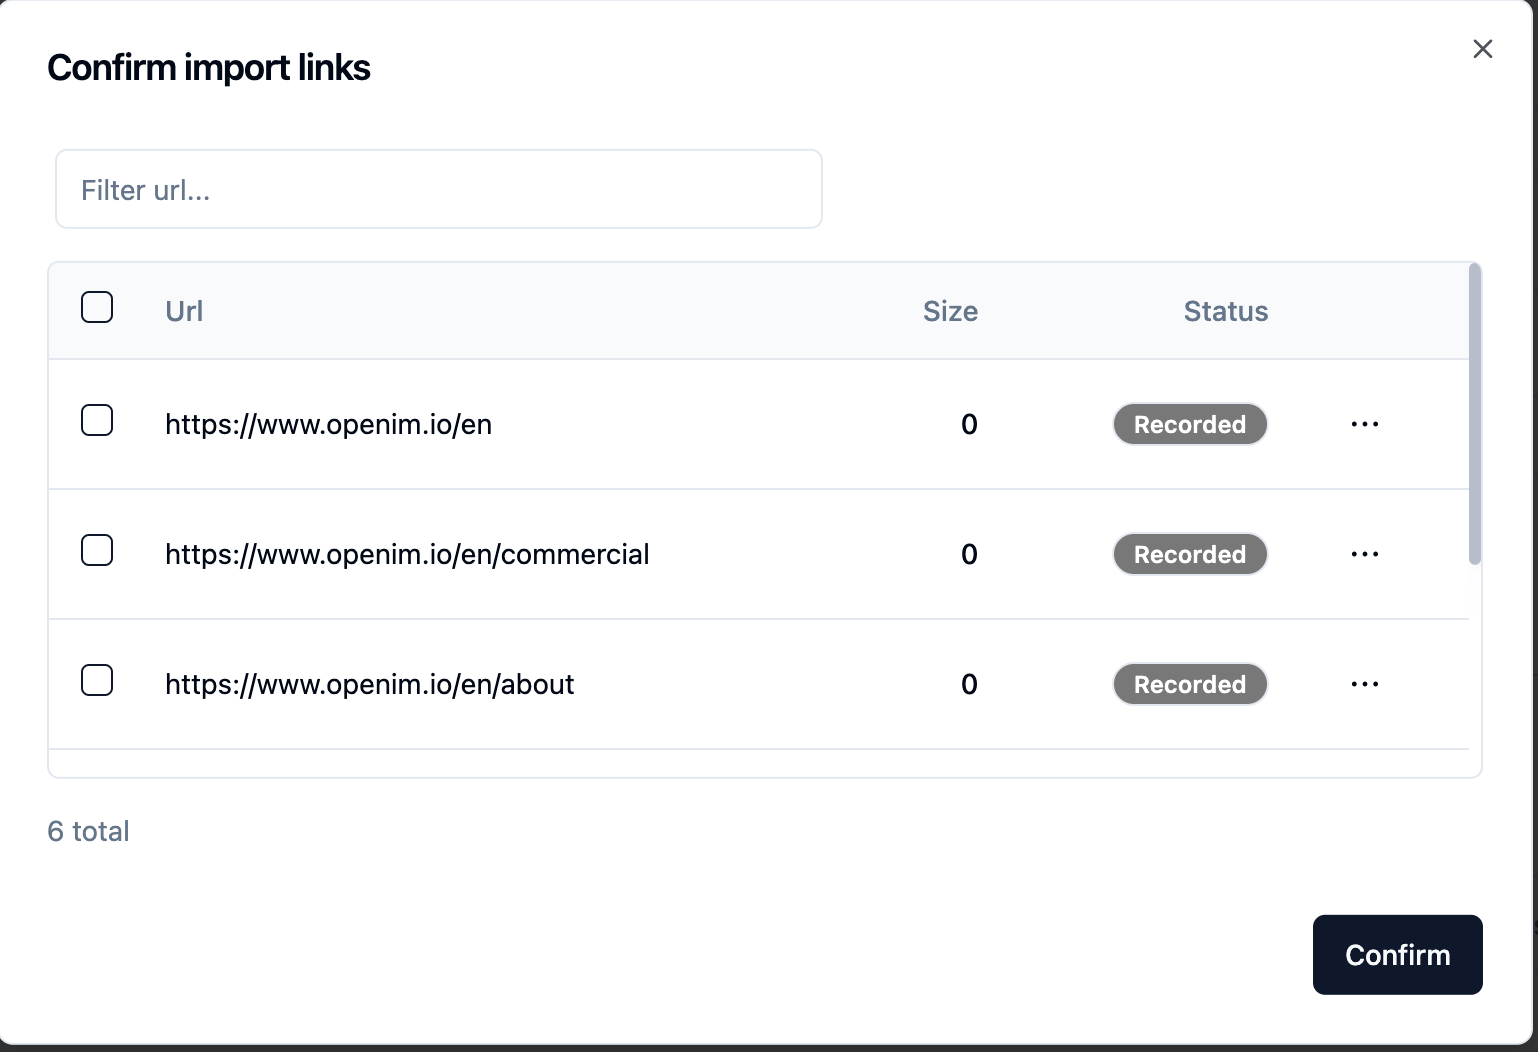 Confirm import links
Filter url...
Url Size Status
https://www.openim.io/en 0 Recorded ...
https://www.openim.io/en/commercial 0 Recorded ...
https://www.openim.io/en/about 0 Recorded ...
6 total
Confirm